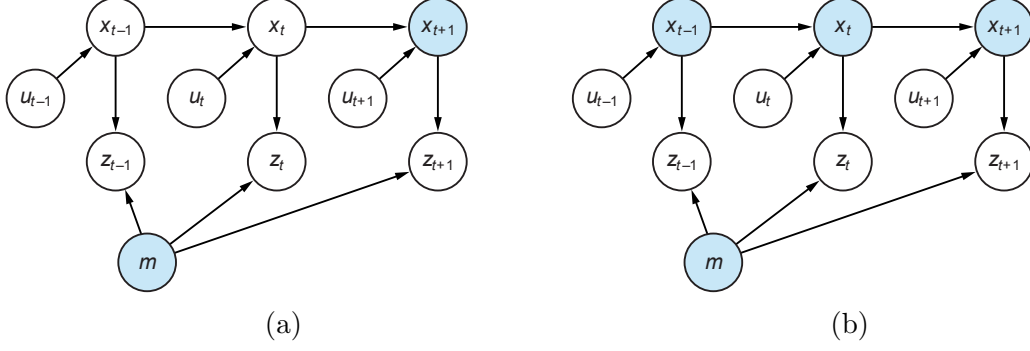 x_{t–1} x_t x_{t+1} x_{t–1} x_t x_{t+1}
u_{t–1} u_t u_{t+1} u_{t–1} u_t u_{t+1}
z_{t–1} z_t z_{t+1} z_{t–1} z_t z_{t+1}
m m
(a) (b)